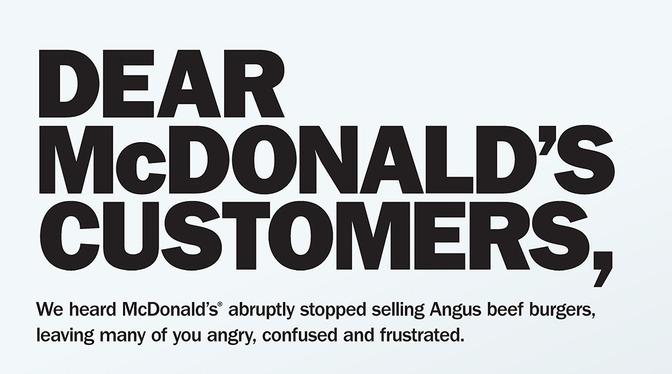 DEAR
McDONALD’S
CUSTOMERS,
We heard McDonald’s® abruptly stopped selling Angus beef burgers,
leaving many of you angry, confused and frustrated.